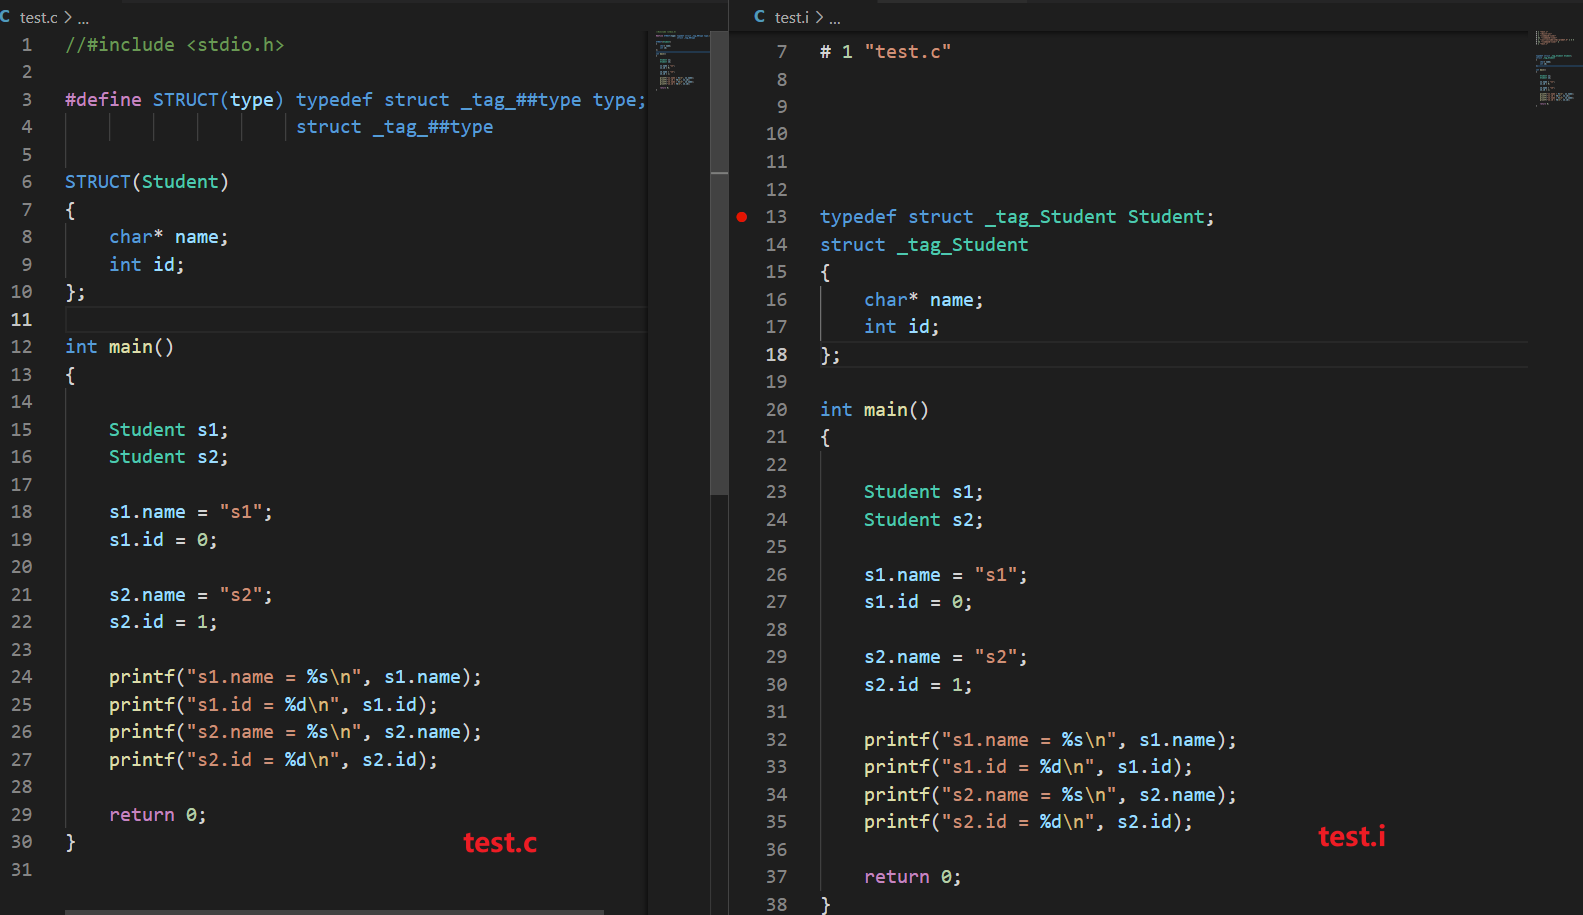 C test.c > ...
1 //#include <stdio.h>
2
3 #define STRUCT(type) typedef struct _tag_##type type;
4 struct _tag_##type
5
6 STRUCT(Student)
7 {
8 char* name;
9 int id;
10 };
11
12 int main()
13 {
14
15 Student s1;
16 Student s2;
17
18 s1.name = "s1";
19 s1.id = 0;
20
21 s2.name = "s2";
22 s2.id = 1;
23
24 printf("s1.name = %s\n", s1.name);
25 printf("s1.id = %d\n", s1.id);
26 printf("s2.name = %s\n", s2.name);
27 printf("s2.id = %d\n", s2.id);
28
29 return 0;
30 }
31
test.c
C test.i > ...
7 # 1 "test.c"
8
9
10
11
12
13 typedef struct _tag_Student Student;
14 struct _tag_Student
15 {
16 char* name;
17 int id;
18 };
19
20 int main()
21 {
22
23 Student s1;
24 Student s2;
25
26 s1.name = "s1";
27 s1.id = 0;
28
29 s2.name = "s2";
30 s2.id = 1;
31
32 printf("s1.name = %s\n", s1.name);
33 printf("s1.id = %d\n", s1.id);
34 printf("s2.name = %s\n", s2.name);
35 printf("s2.id = %d\n", s2.id);
36
37 return 0;
38 }
test.i